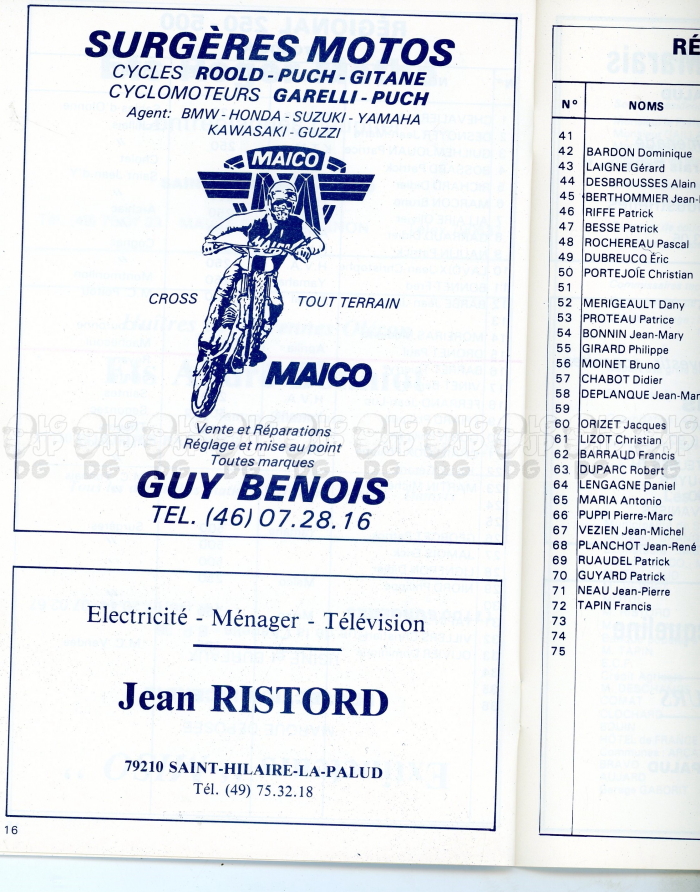 SURGÈRES MOTOS
CYCLES ROOLD - PUCH - GITANE
CYCLOMOTEURS GARELLI - PUCH
Agent: BMW - HONDA - SUZUKI - YAMAHA
KAWASAKI - GUZZI
MAICO
CROSS TOUT TERRAIN
MAICO
Vente et Réparations
Réglage et mise au point
Toutes marques
GUY BENOIS
TEL. (46) 07.28.16
Electricité - Ménager - Télévision
Jean RISTORD
79210 SAINT-HILAIRE-LA-PALUD
Tél. (49) 75.32.18
16
RÉ
N° NOMS
41
42 BARDON Dominique
43 LAIGNE Gérard
44 DESBROUSSES Alain
45 BERTHOMMIER Jean-
46 RIFFE Patrick
47 BESSE Patrick
48 ROCHEREAU Pascal
49 DUBREUCQ Éric
50 PORTEJOIE Christian
51
52 MERIGEAULT Dany
53 PROTEAU Patrice
54 BONNIN Jean-Mary
55 GIRARD Philippe
56 MOINET Bruno
57 CHABOT Didier
58 DEPLANQUE Jean-Mar
59
60 ORIZET Jacques
61 LIZOT Christian
62 BARRAUD Francis
63 DUPARC Robert
64 LENGAGNE Daniel
65 MARIA Antonio
66 PUPPI Pierre-Marc
67 VEZIEN Jean-Michel
68 PLANCHOT Jean-René
69 RUAUDEL Patrick
70 GUYARD Patrick
71 NEAU Jean-Pierre
72 TAPIN Francis
73
74
75